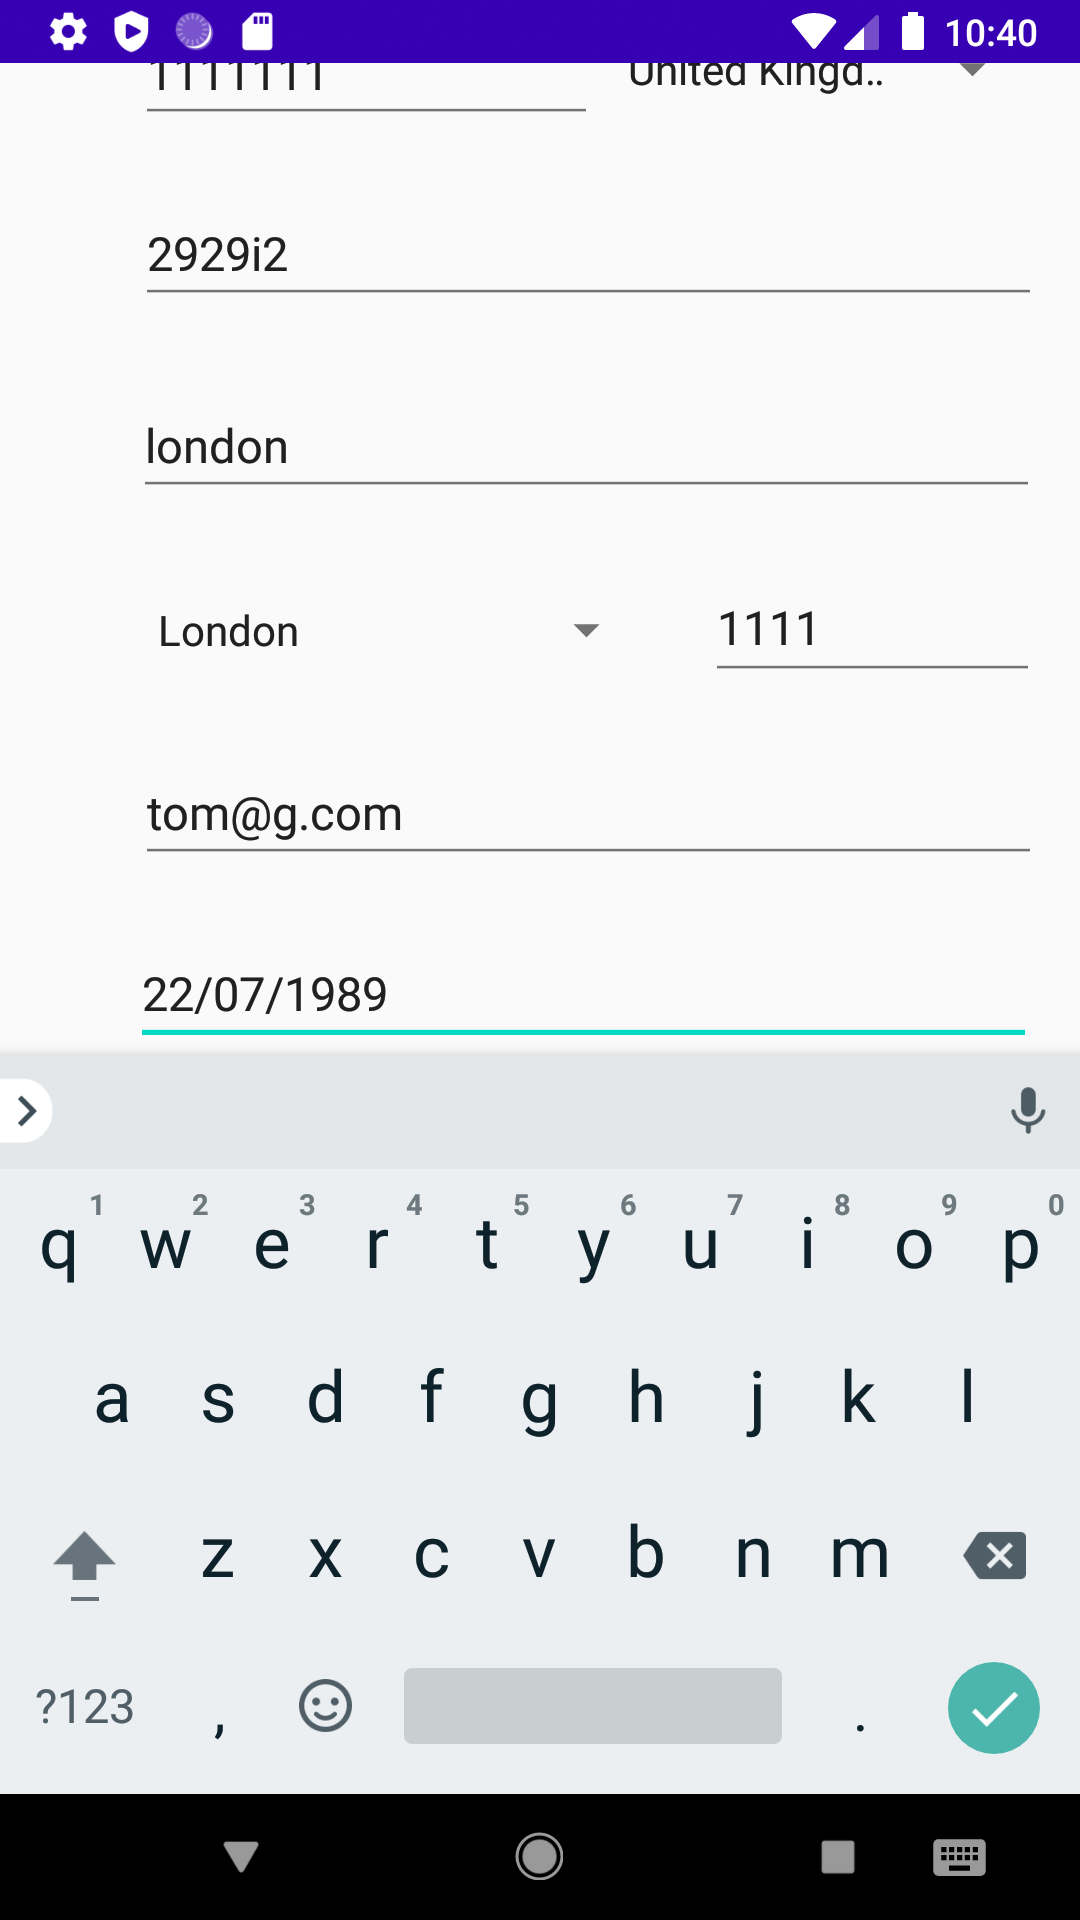 10:40
1111111 United Kingd..
2929i2
london
London 1111
tom@g.com
22/07/1989
1 2 3 4 5 6 7 8 9 0
q w e r t y u i o p
a s d f g h j k l
z x c v b n m
?123 , .